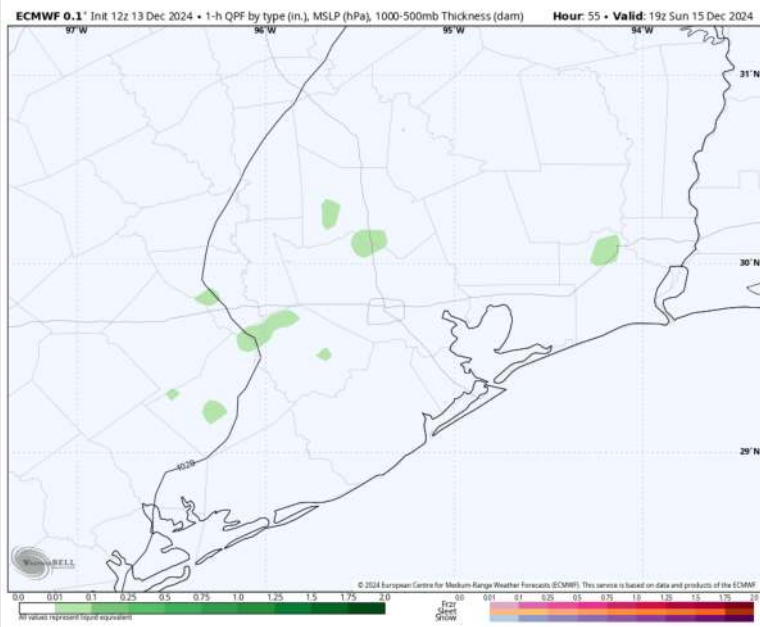 ECMWF 0.1° Init 12z 13 Dec 2024 • 1-h QPF by type (in.), MSLP (hPa), 1000-500mb Thickness (dam) Hour: 55 • Valid: 19z Sun 15 Dec 2024
97°W 96°W 95°W 94°W
31°N
30°N
29°N
1020
WEATHERBELL
© 2024 European Centre for Medium-Range Weather Forecasts (ECMWF). This service is based on data and products of the ECMWF
0.0 0.01 0.1 0.25 0.5 0.75 1.0 1.25 1.5 1.75 2.0
0.0 0.01 0.1 0.25 0.5 0.75 1.0 1.25 1.5 1.75 2.0
All values represent liquid equivalent
Frzr
Sleet
Snow